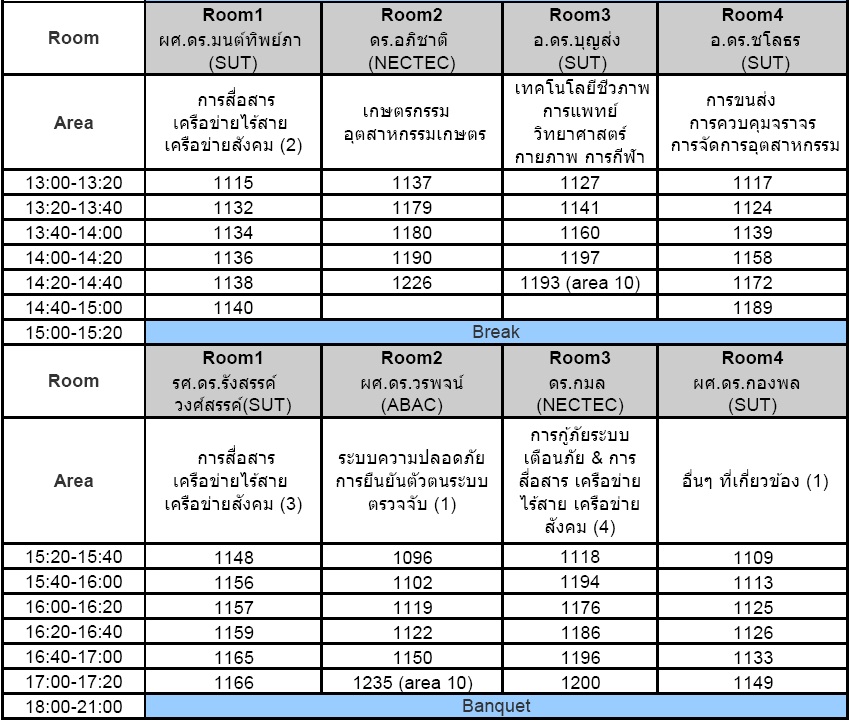 Room Room1 Room2 Room3 Room4
ผศ.ดร.มนต์ทิพย์ภา ดร.อภิชาติ อ.ดร.บุญส่ง อ.ดร.ชโลธร
(SUT) (NECTEC) (SUT) (SUT)
Area
การสื่อสาร
เครือข่ายไร้สาย
เครือข่ายสังคม (2)
เกษตรกรรม
อุตสาหกรรมเกษตร
เทคโนโลยีชีวภาพ
การแพทย์
วิทยาศาสตร์
กายภาพ การกีฬา
การขนส่ง
การควบคุมจราจร
การจัดการอุตสาหกรรม
13:00-13:20 1115 1137 1127 1117
13:20-13:40 1132 1179 1141 1124
13:40-14:00 1134 1180 1160 1139
14:00-14:20 1136 1190 1197 1158
14:20-14:40 1138 1226 1193 (area 10) 1172
14:40-15:00 1140 1189
15:00-15:20 Break
Room Room1 Room2 Room3 Room4
รศ.ดร.รังสรรค์ ผศ.ดร.วรพจน์ ดร.กมล ผศ.ดร.กองพล
วงศ์สรรค์(SUT) (ABAC) (NECTEC) (SUT)
Area
การสื่อสาร
เครือข่ายไร้สาย
เครือข่ายสังคม (3)
ระบบความปลอดภัย
การยืนยันตัวตนระบบ
ตรวจจับ (1)
การกู้ภัยระบบ
เตือนภัย & การ
สื่อสาร เครือข่าย
ไร้สาย เครือข่าย
สังคม (4)
อื่นๆ ที่เกี่ยวข้อง (1)
15:20-15:40 1148 1096 1118 1109
15:40-16:00 1156 1102 1194 1113
16:00-16:20 1157 1119 1176 1125
16:20-16:40 1159 1122 1186 1126
16:40-17:00 1165 1150 1196 1133
17:00-17:20 1166 1235 (area 10) 1200 1149
18:00-21:00 Banquet